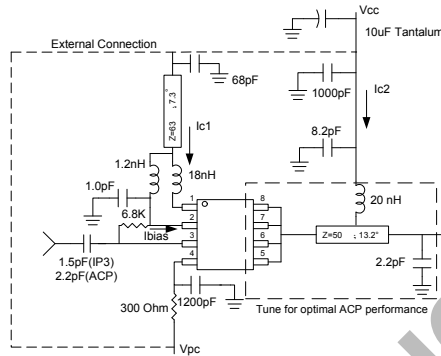 Vcc
10uF Tantalum
External Connection
68pF
1000pF
Z=63 , 7.3°
Ic1
Ic2
8.2pF
1.2nH
18nH
1.0pF
20 nH
6.8K
1
2
3
4
8
7
6
5
Ibias
Z=50 , 13.2°
1.5pF(IP3)
2.2pF(ACP)
2.2pF
1200pF
300 Ohm
Tune for optimal ACP performance
Vpc